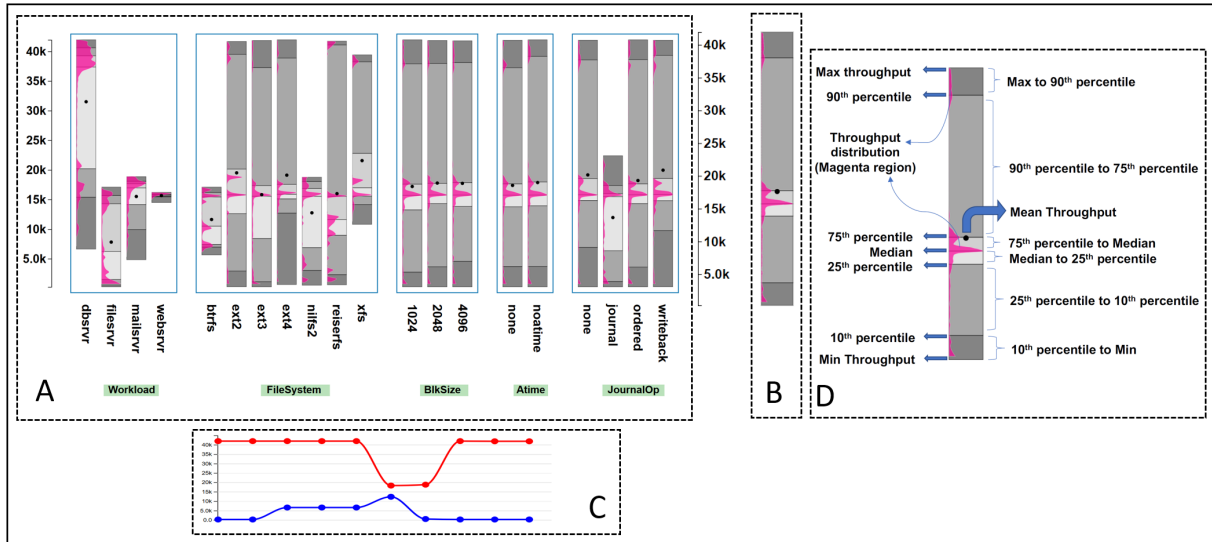 40k
35k
30k
25k
20k
15k
10k
5.0k
dbsrvr
filesrvr
mailsrvr
websrvr
Workload
btrfs
ext2
ext3
ext4
nilfs2
reiserfs
xfs
FileSystem
1024
2048
4096
BlkSize
none
noatime
Atime
none
journal
ordered
writeback
JournalOp
40k
35k
30k
25k
20k
15k
10k
5.0k
A
B
Max throughput
90th percentile
Throughput
distribution
(Magenta region)
75th percentile
Median
25th percentile
10th percentile
Min Throughput
Max to 90th percentile
90th percentile to 75th percentile
Mean Throughput
75th percentile to Median
Median to 25th percentile
25th percentile to 10th percentile
10th percentile to Min
D
40k
35k
30k
25k
20k
15k
10k
5.0k
0.0
C